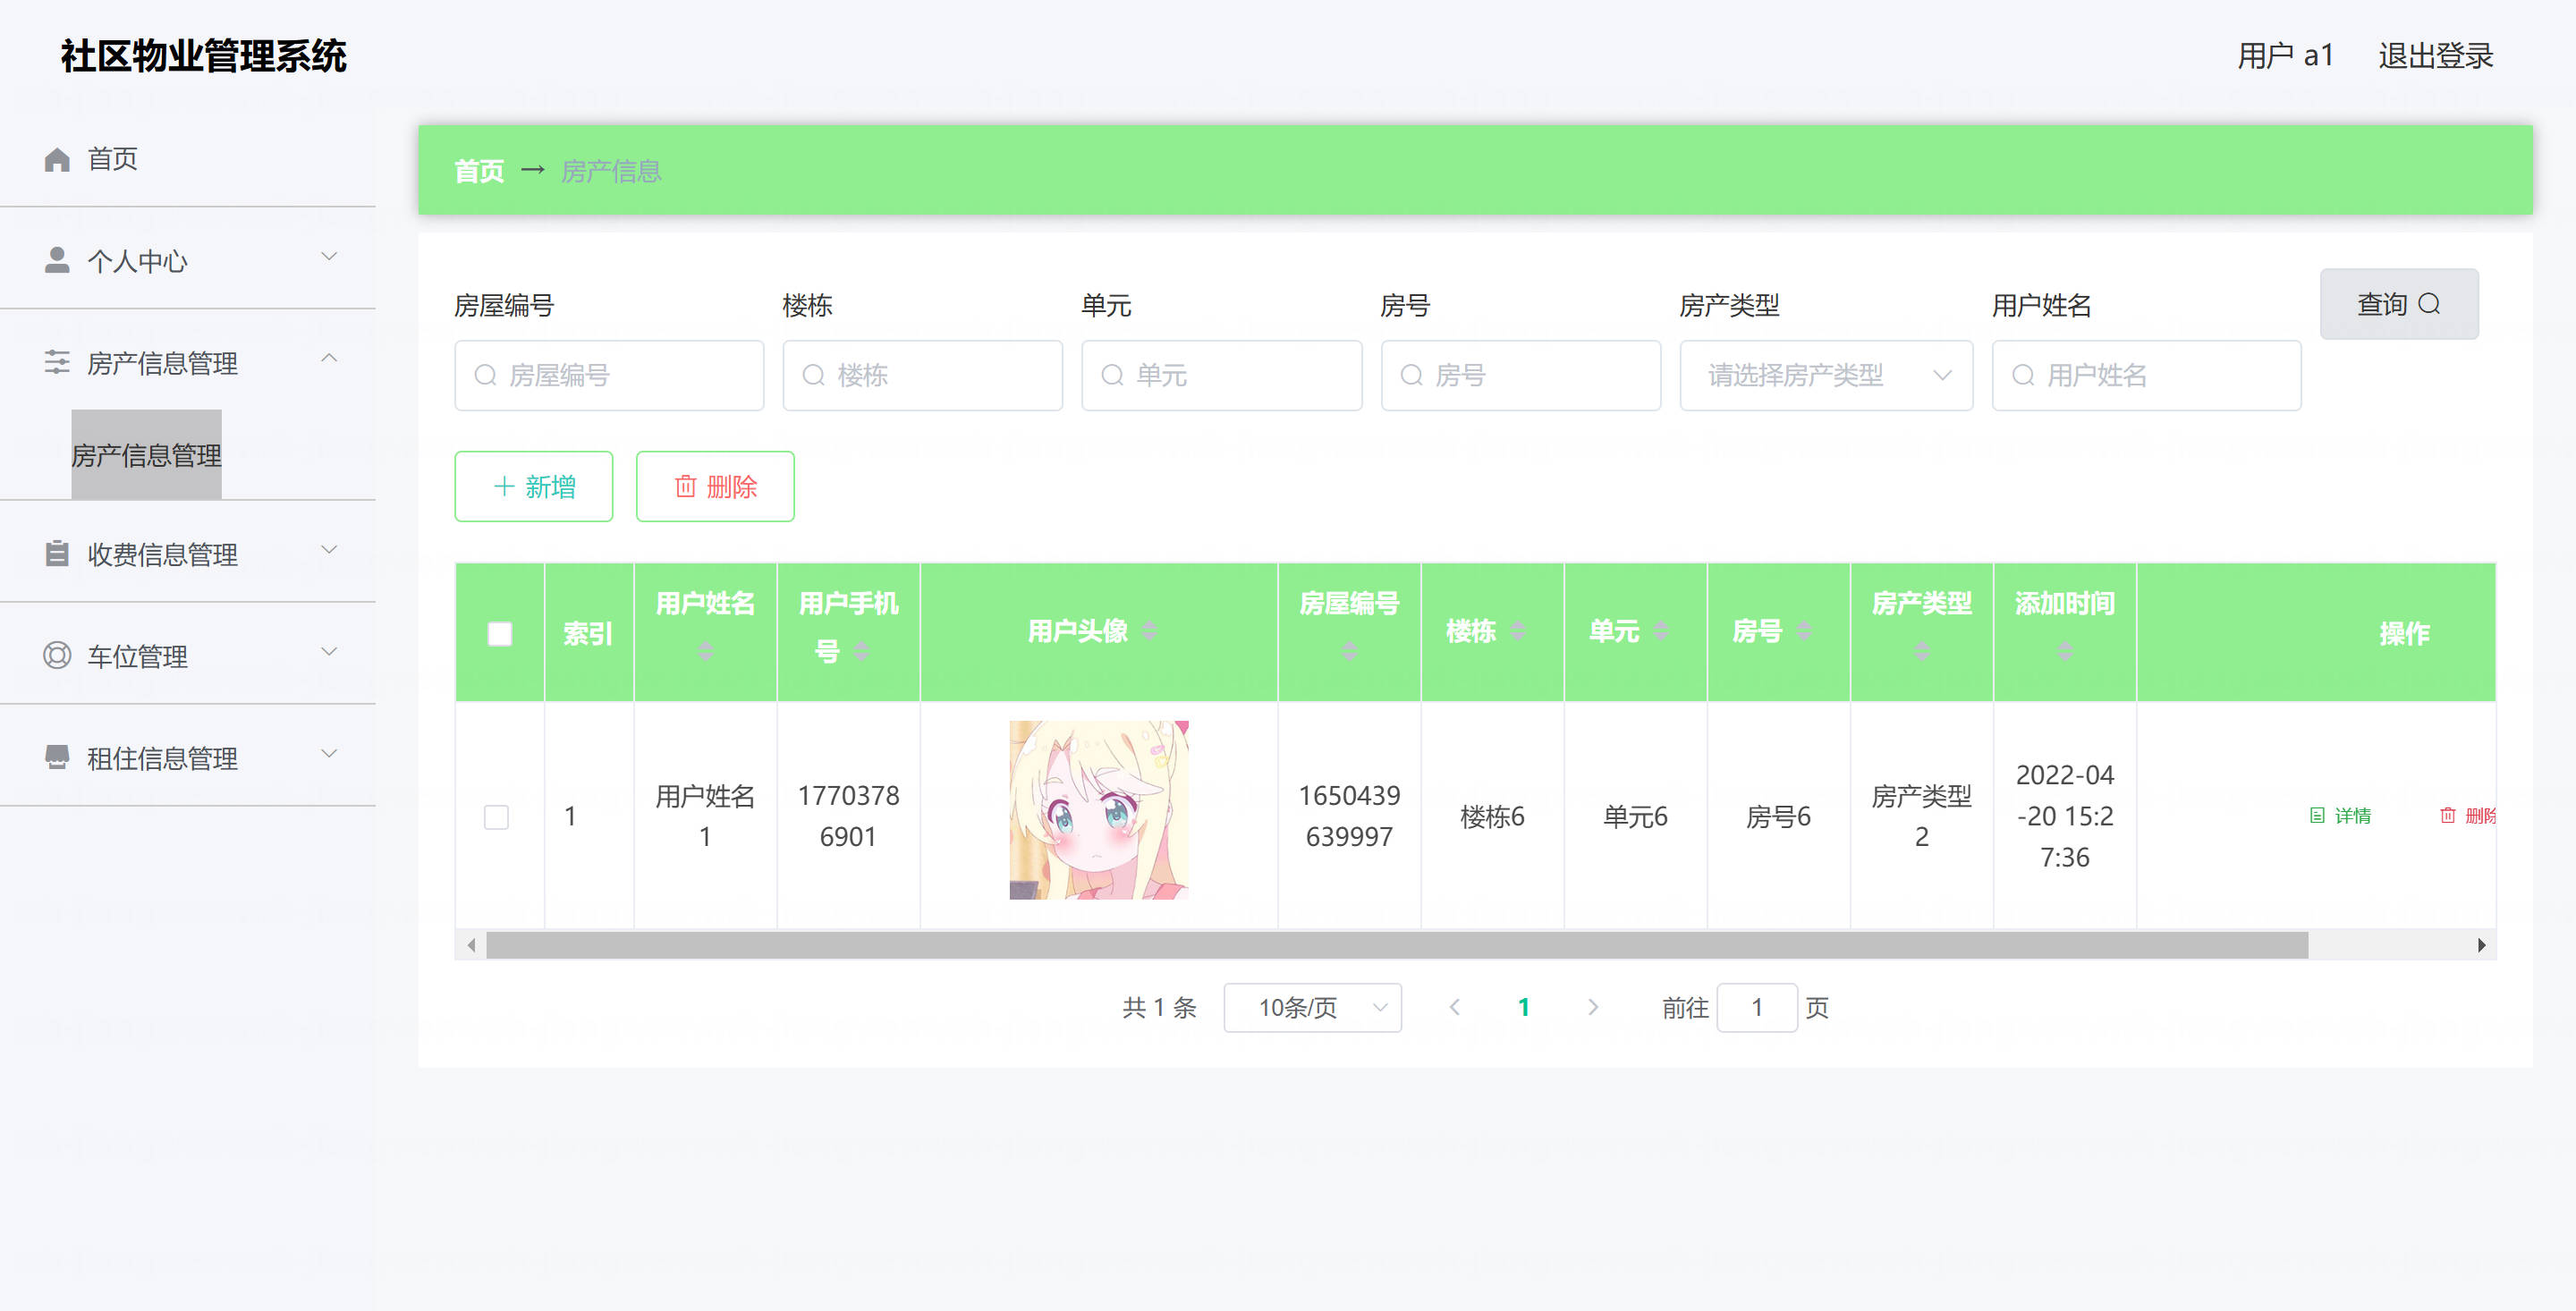 社区物业管理系统
用户 a1 退出登录
首页
个人中心
房产信息管理
房产信息管理
收费信息管理
车位管理
租住信息管理
首页 → 房产信息
房屋编号 楼栋 单元 房号 房产类型 用户姓名 查询
房屋编号 楼栋 单元 房号 请选择房产类型 用户姓名
新增 删除
索引 用户姓名 用户手机号 用户头像 房屋编号 楼栋 单元 房号 房产类型 添加时间 操作
1 用户姓名1 17703786901 1650439639997 楼栋6 单元6 房号6 房产类型2 2022-04-20 15:27:36 详情 删除
共 1 条 10条/页 1 前往 1 页